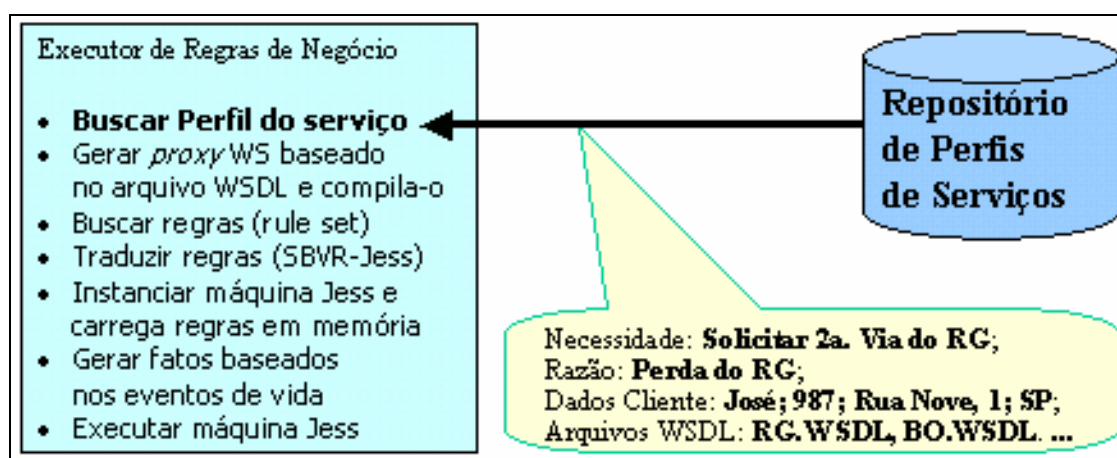 Executor de Regras de Negócio
• Buscar Perfil do serviço
• Gerar proxy WS baseado
no arquivo WSDL e compila-o
• Buscar regras (rule set)
• Traduzir regras (SBVR-Jess)
• Instanciar máquina Jess e
carrega regras em memória
• Gerar fatos baseados
nos eventos de vida
• Executar máquina Jess
Repositório
de Perfis
de Serviços
Necessidade: Solicitar 2a. Via do RG;
Razão: Perda do RG;
Dados Cliente: José; 987; Rua Nove, 1; SP;
Arquivos WSDL: RG.WSDL, BO.WSDL. ...